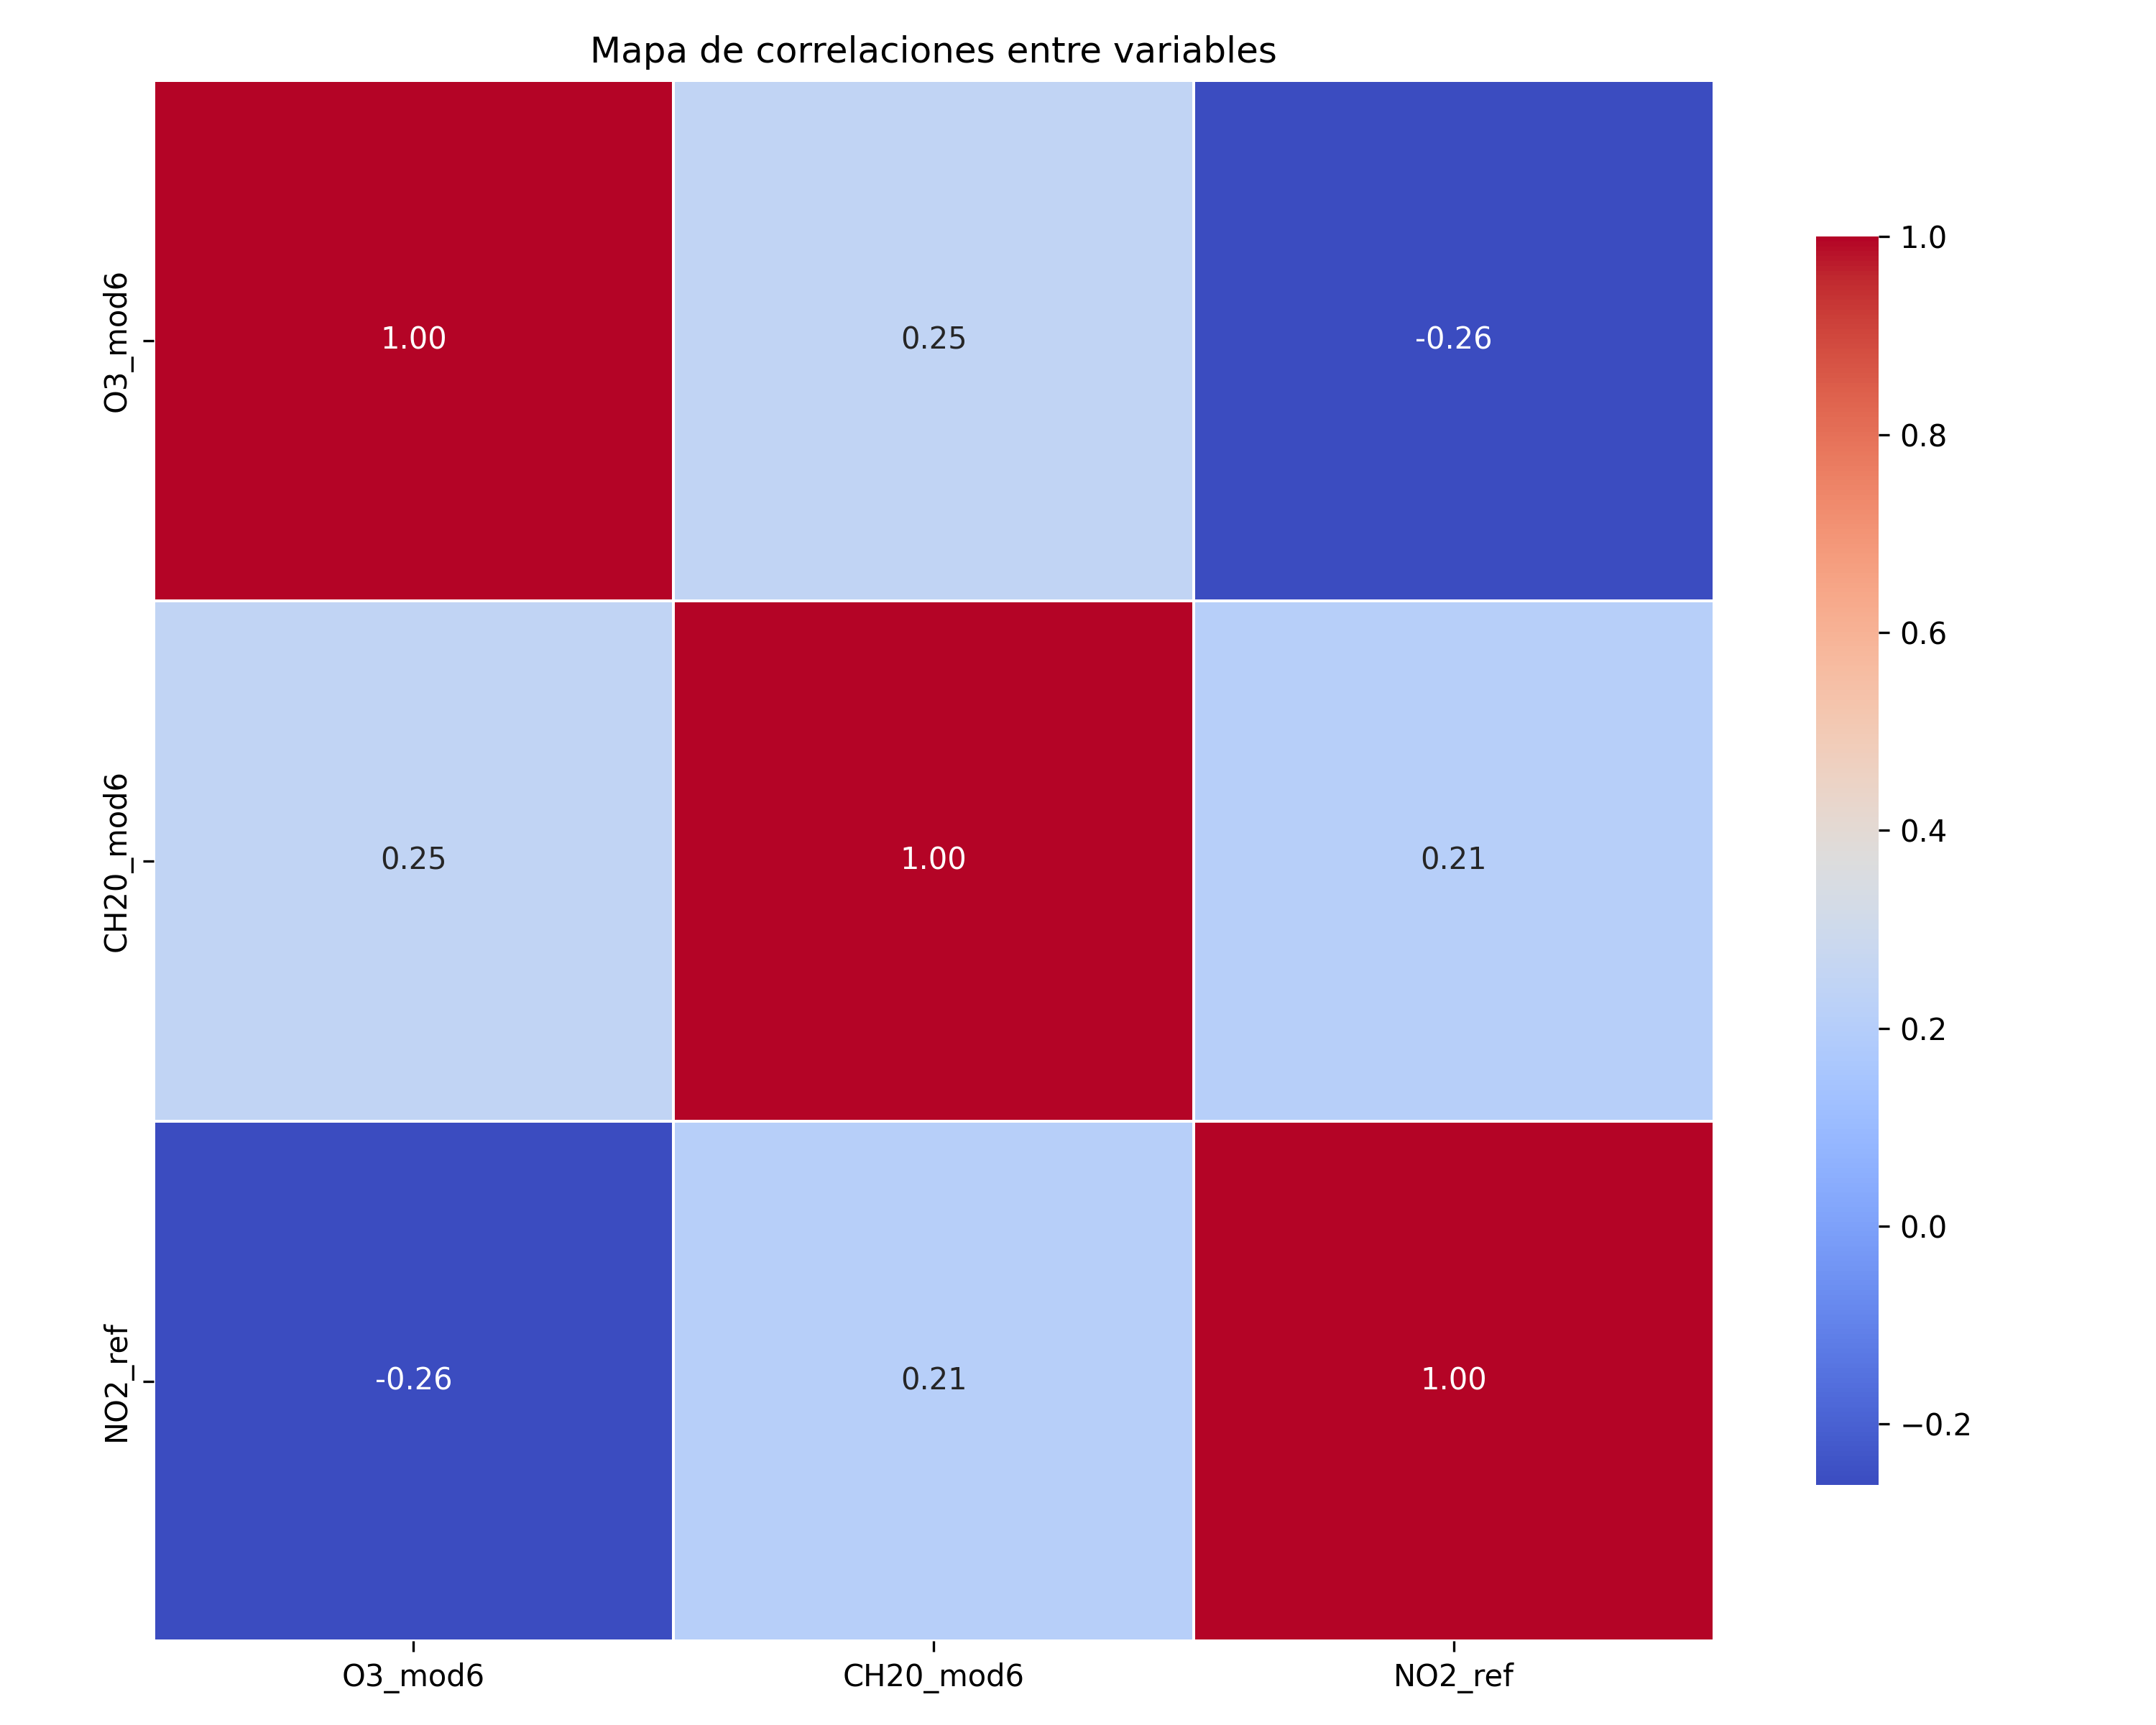 Mapa de correlaciones entre variables
O3_mod6
1.00
0.25
-0.26
CH20_mod6
0.25
1.00
0.21
NO2_ref
-0.26
0.21
1.00
O3_mod6
CH20_mod6
NO2_ref
1.0
0.8
0.6
0.4
0.2
0.0
−0.2